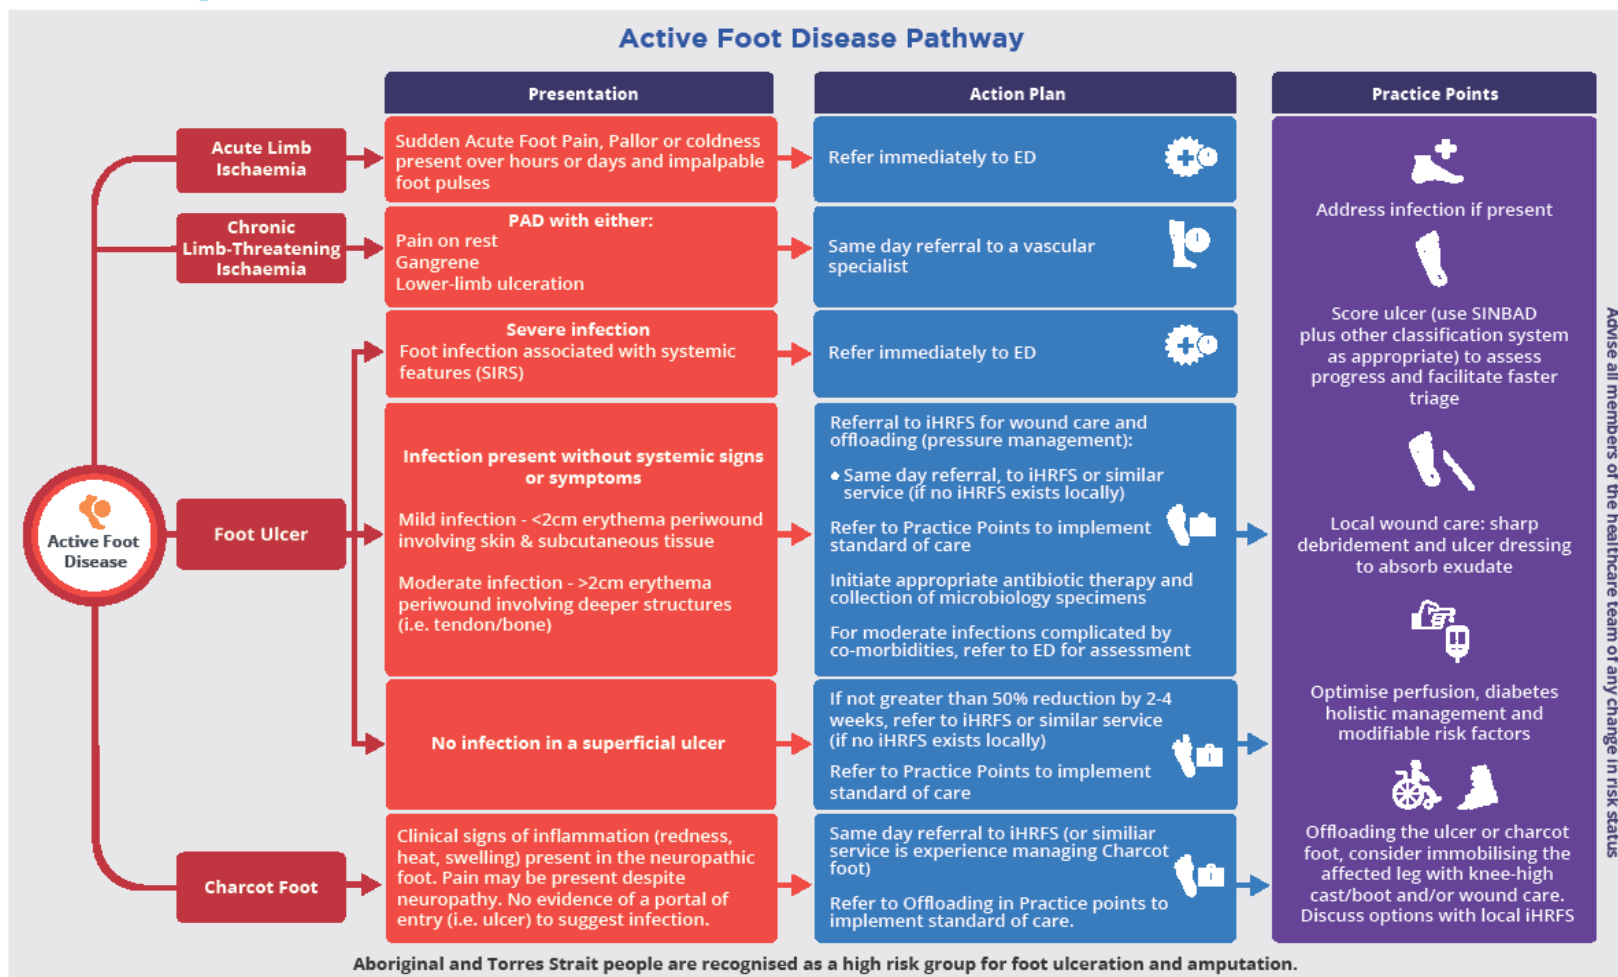 Active Foot Disease Pathway
Presentation
Action Plan
Practice Points
Active Foot
Disease
Acute Limb
Ischaemia
Sudden Acute Foot Pain, Pallor or coldness
present over hours or days and impalpable
foot pulses
Refer immediately to ED
Chronic
Limb-Threatening
Ischaemia
PAD with either:
Pain on rest
Gangrene
Lower-limb ulceration
Same day referral to a vascular
specialist
Foot Ulcer
Severe infection
Foot infection associated with systemic
features (SIRS)
Refer immediately to ED
Infection present without systemic signs
or symptoms
Mild infection - <2cm erythema periwound
involving skin & subcutaneous tissue
Moderate infection - >2cm erythema
periwound involving deeper structures
(i.e. tendon/bone)
Referral to iHRFS for wound care and
offloading (pressure management):
• Same day referral, to iHRFS or similar
service (if no iHRFS exists locally)
Refer to Practice Points to implement
standard of care
Initiate appropriate antibiotic therapy and
collection of microbiology specimens
For moderate infections complicated by
co-morbidities, refer to ED for assessment
No infection in a superficial ulcer
If not greater than 50% reduction by 2-4
weeks, refer to iHRFS or similar service
(if no iHRFS exists locally)
Refer to Practice Points to implement
standard of care
Charcot Foot
Clinical signs of inflammation (redness,
heat, swelling) present in the neuropathic
foot. Pain may be present despite
neuropathy. No evidence of a portal of
entry (i.e. ulcer) to suggest infection.
Same day referral to iHRFS (or similiar
service is experience managing Charcot
foot)
Refer to Offloading in Practice points to
implement standard of care.
Address infection if present
Score ulcer (use SINBAD
plus other classification system
as appropriate) to assess
progress and facilitate faster
triage
Local wound care: sharp
debridement and ulcer dressing
to absorb exudate
Optimise perfusion, diabetes
holistic management and
modifiable risk factors
Offloading the ulcer or charcot
foot, consider immobilising the
affected leg with knee-high
cast/boot and/or wound care.
Discuss options with local iHRFS
Advise all members of the healthcare team of any change in risk status
Aboriginal and Torres Strait people are recognised as a high risk group for foot ulceration and amputation.